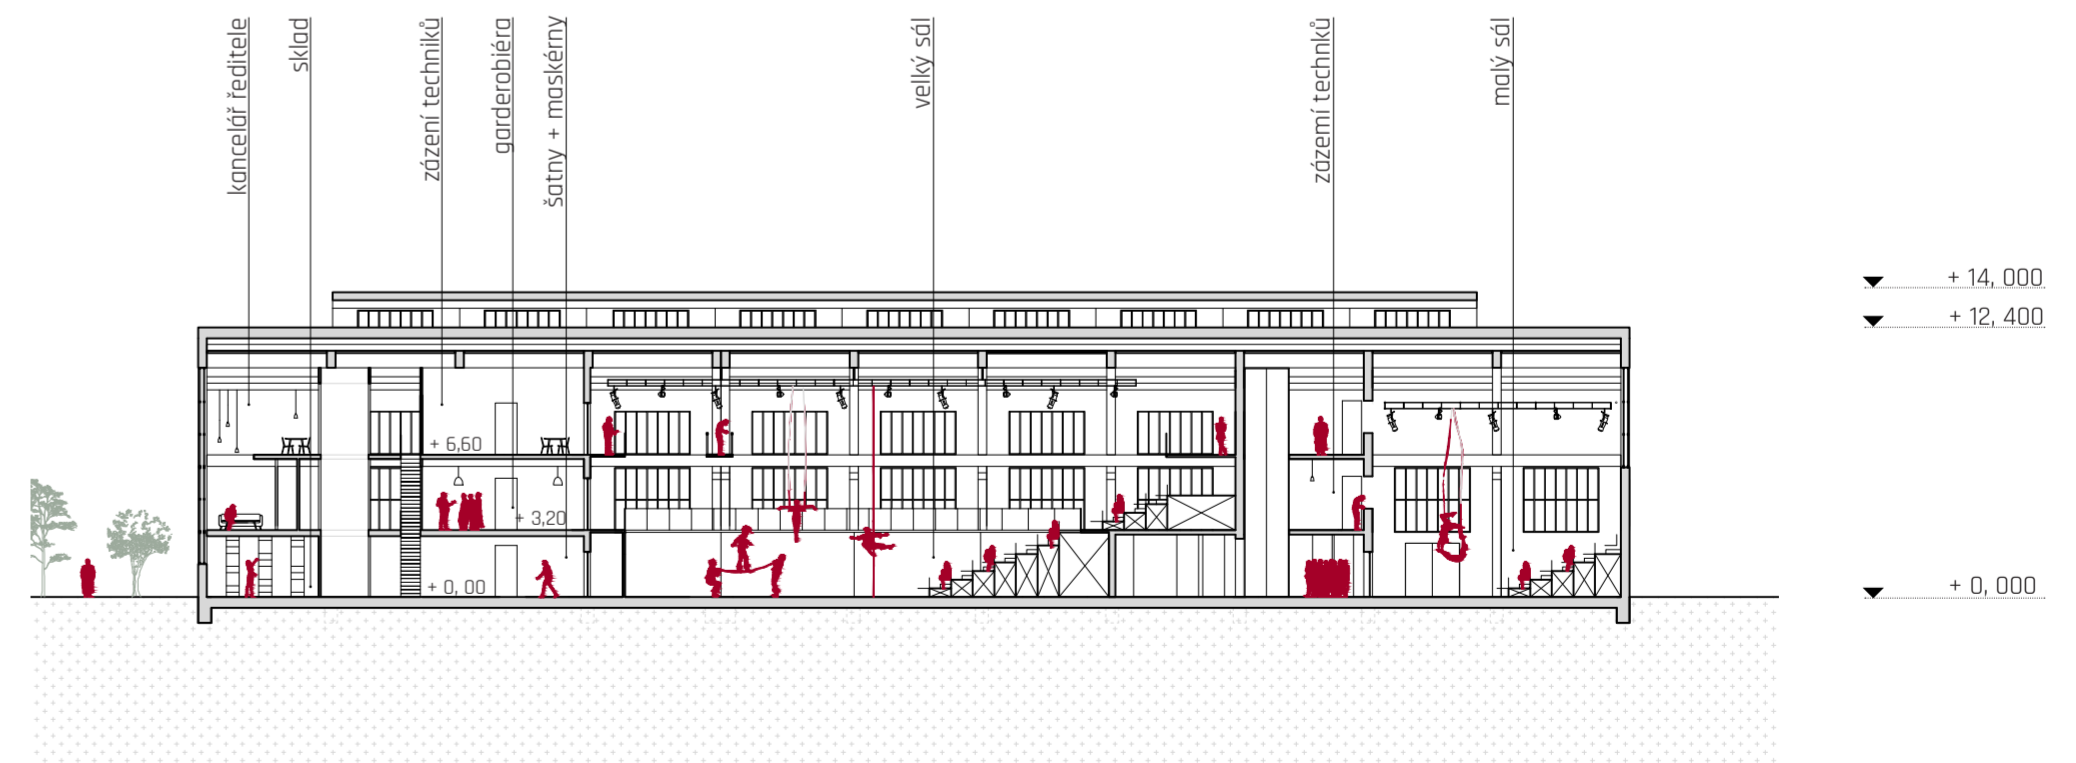 kancelář ředitele
sklad
zázení techniků
garderobiéra
šatny + maskérny
velký sál
zázemí technků
malý sál
+ 14, 000
+ 12, 400
+ 6,60
+ 3,20
+ 0, 00
+ 0, 000